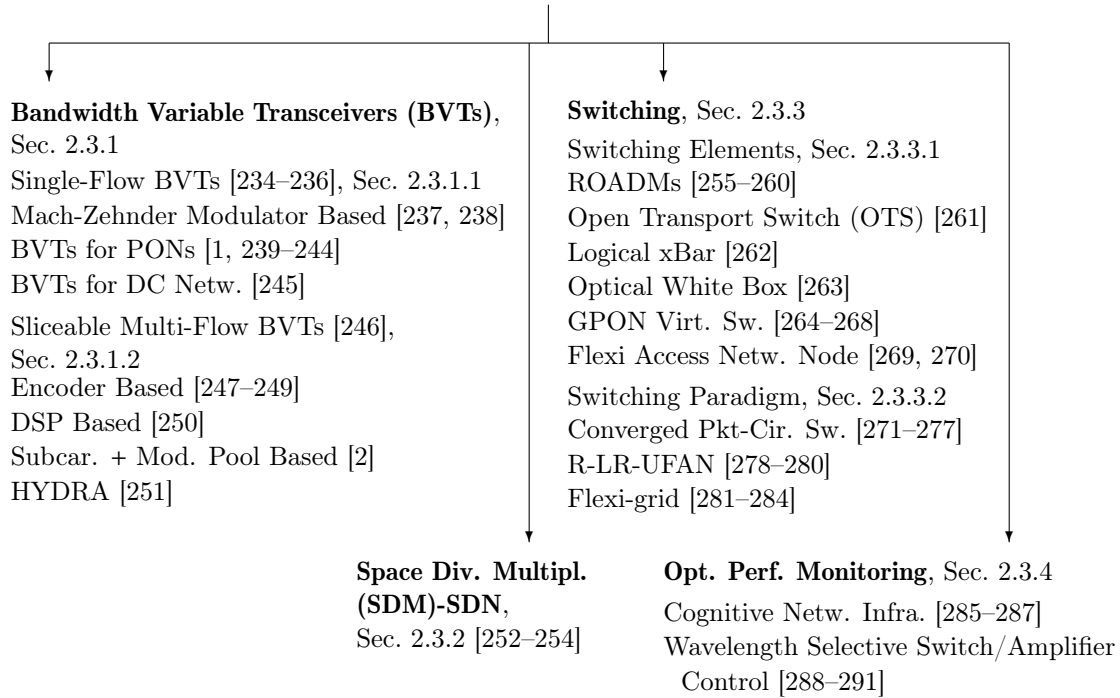 Bandwidth Variable Transceivers (BVTs),
Sec. 2.3.1
Single-Flow BVTs [234–236], Sec. 2.3.1.1
Mach-Zehnder Modulator Based [237, 238]
BVTs for PONs [1, 239–244]
BVTs for DC Netw. [245]
Sliceable Multi-Flow BVTs [246],
Sec. 2.3.1.2
Encoder Based [247–249]
DSP Based [250]
Subcar. + Mod. Pool Based [2]
HYDRA [251]
Switching, Sec. 2.3.3
Switching Elements, Sec. 2.3.3.1
ROADMs [255–260]
Open Transport Switch (OTS) [261]
Logical xBar [262]
Optical White Box [263]
GPON Virt. Sw. [264–268]
Flexi Access Netw. Node [269, 270]
Switching Paradigm, Sec. 2.3.3.2
Converged Pkt-Cir. Sw. [271–277]
R-LR-UFAN [278–280]
Flexi-grid [281–284]
Space Div. Multipl.
(SDM)-SDN,
Sec. 2.3.2 [252–254]
Opt. Perf. Monitoring, Sec. 2.3.4
Cognitive Netw. Infra. [285–287]
Wavelength Selective Switch/Amplifier
Control [288–291]